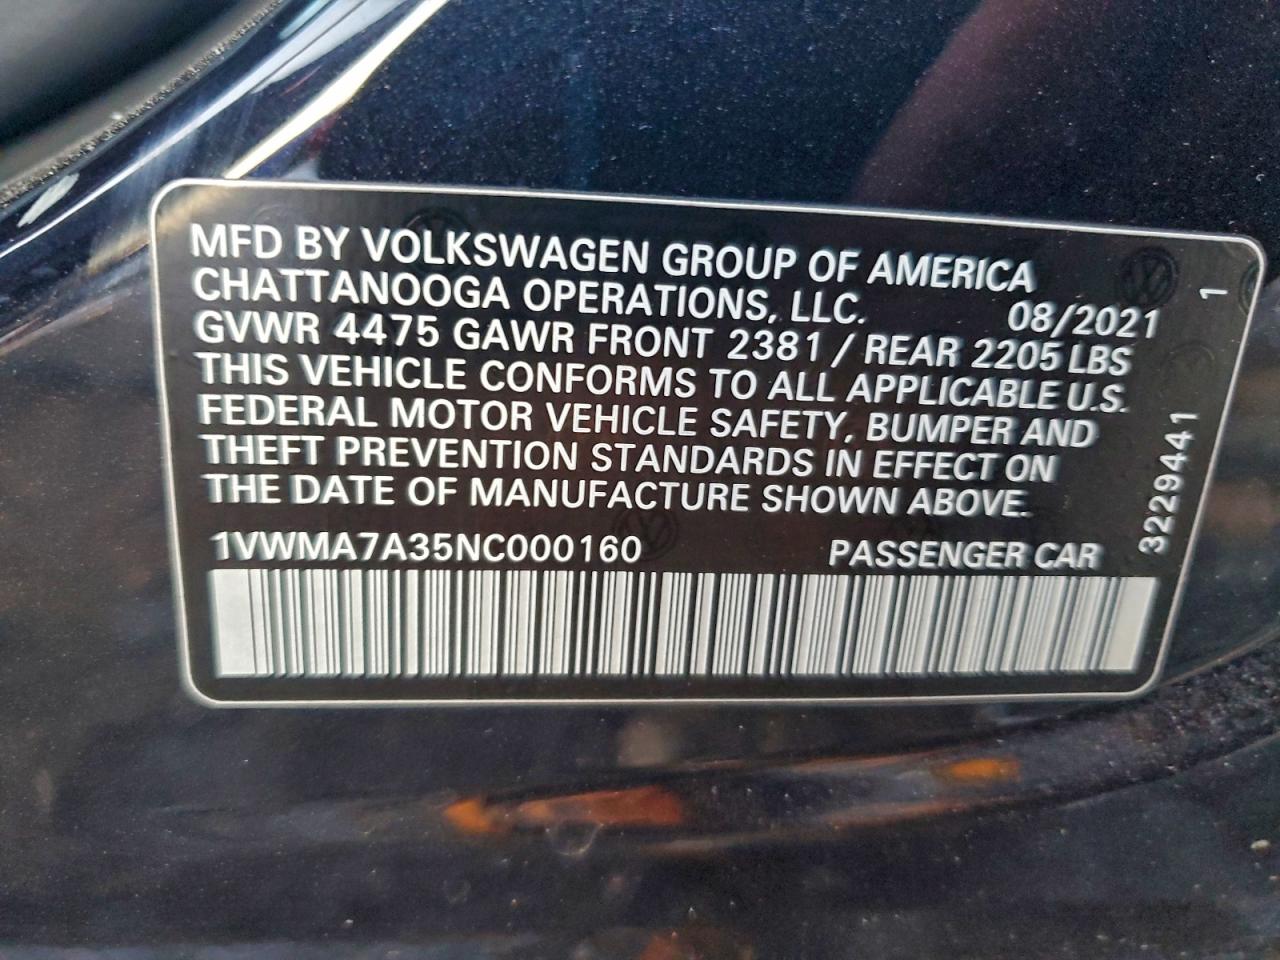 MFD BY VOLKSWAGEN GROUP OF AMERICA
CHATTANOOGA OPERATIONS, LLC. 08/2021
GVWR 4475 GAWR FRONT 2381 / REAR 2205 LBS
THIS VEHICLE CONFORMS TO ALL APPLICABLE U.S.
FEDERAL MOTOR VEHICLE SAFETY, BUMPER AND
THEFT PREVENTION STANDARDS IN EFFECT ON
THE DATE OF MANUFACTURE SHOWN ABOVE.
1VWMA7A35NC000160 PASSENGER CAR
3229441 1